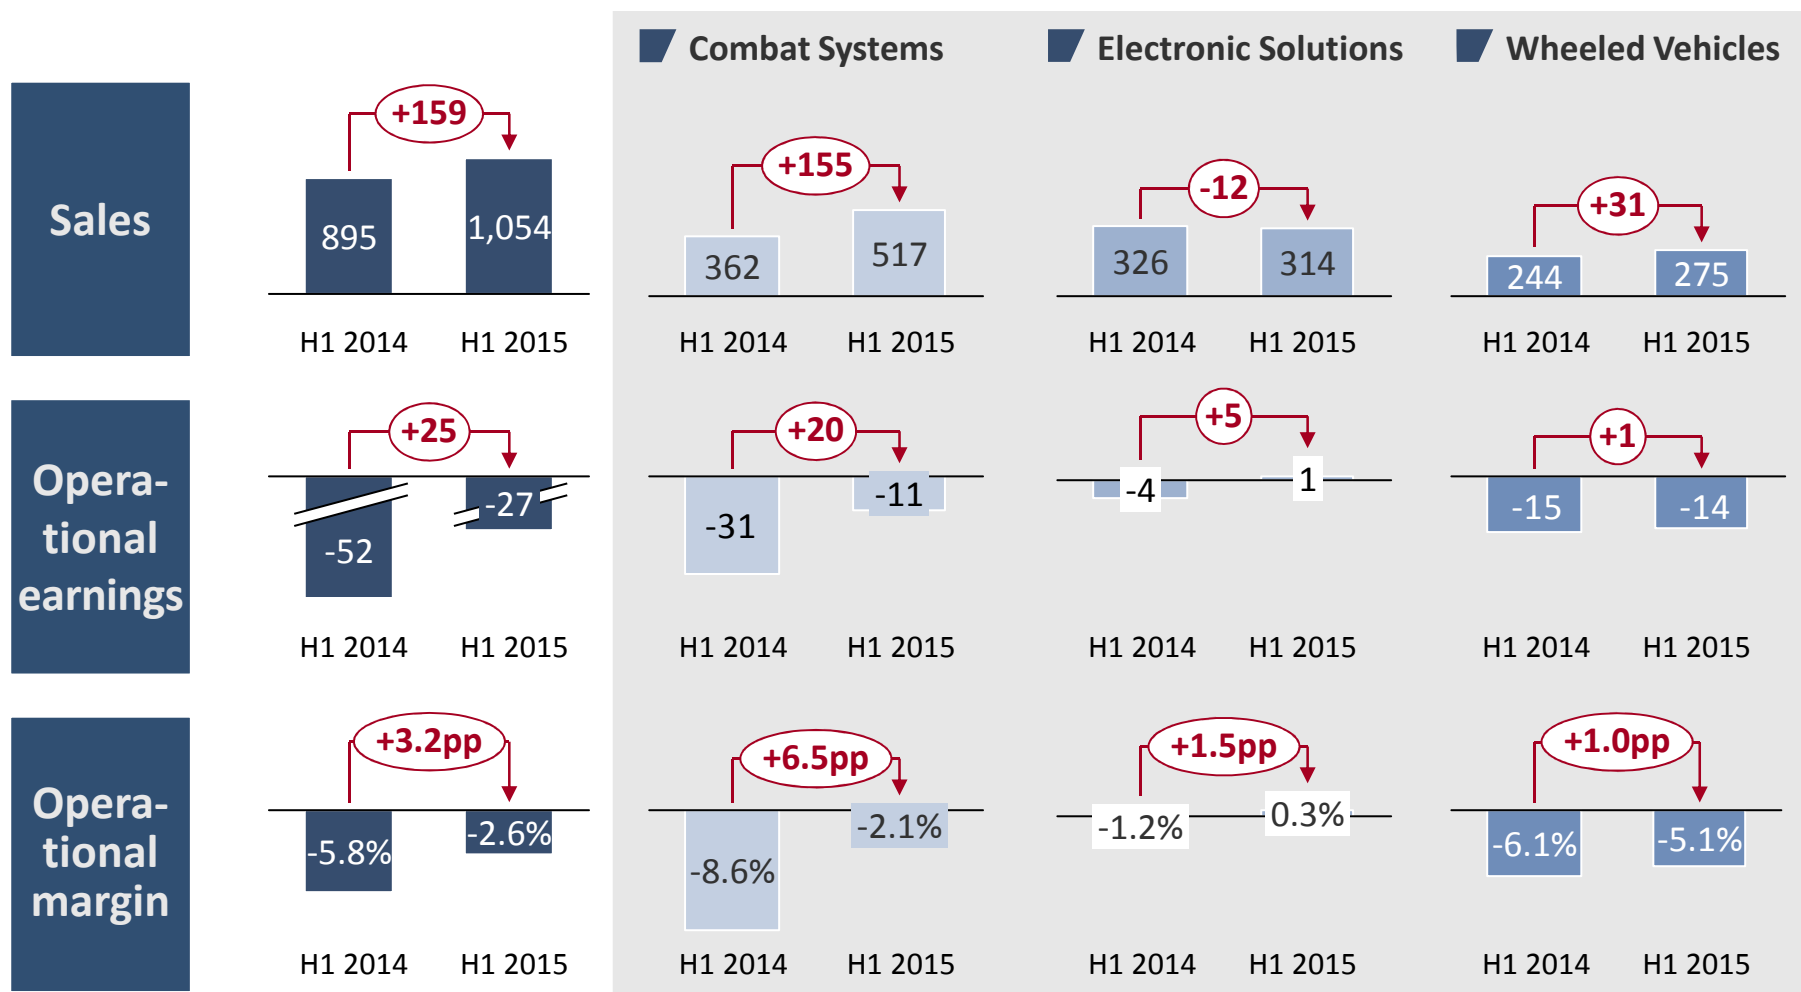 Combat Systems
Electronic Solutions
Wheeled Vehicles
Sales
+159
895
1,054
H1 2014
H1 2015
+155
362
517
H1 2014
H1 2015
-12
326
314
H1 2014
H1 2015
+31
244
275
H1 2014
H1 2015
Opera-
tional
earnings
+25
-52
-27
H1 2014
H1 2015
+20
-31
-11
H1 2014
H1 2015
+5
-4
1
H1 2014
H1 2015
+1
-15
-14
H1 2014
H1 2015
Opera-
tional
margin
+3.2pp
-5.8%
-2.6%
H1 2014
H1 2015
+6.5pp
-8.6%
-2.1%
H1 2014
H1 2015
+1.5pp
-1.2%
0.3%
H1 2014
H1 2015
+1.0pp
-6.1%
-5.1%
H1 2014
H1 2015